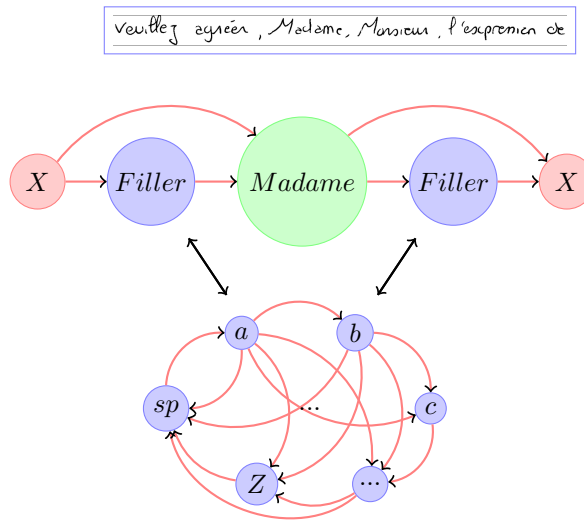 veuillez agréer, Madame, Monsieur, l'expression de
X Filler Madame Filler X
a b
sp ... c
Z ...